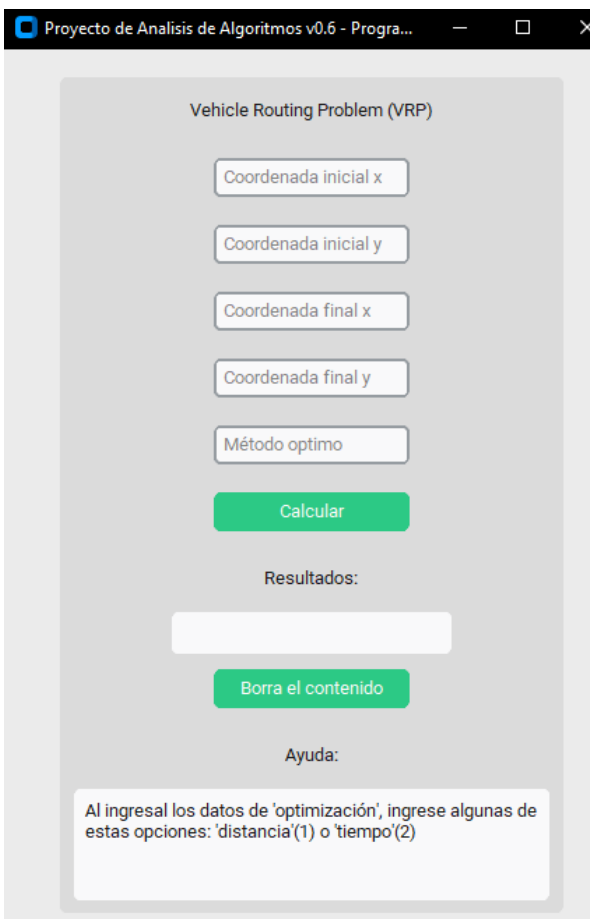 Proyecto de Analisis de Algoritmos v0.6 - Progra...
Vehicle Routing Problem (VRP)
Coordenada inicial x
Coordenada inicial y
Coordenada final x
Coordenada final y
Método optimo
Calcular
Resultados:
Borra el contenido
Ayuda:
Al ingresal los datos de 'optimización', ingrese algunas de
estas opciones: 'distancia'(1) o 'tiempo'(2)